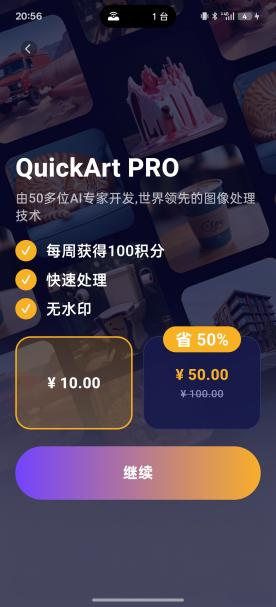 20:56
1 台
4
QuickArt PRO
由50多位AI专家开发,世界领先的图像处理
技术
每周获得100积分
快速处理
无水印
省 50%
¥ 10.00
¥ 50.00
¥ 100.00
继续